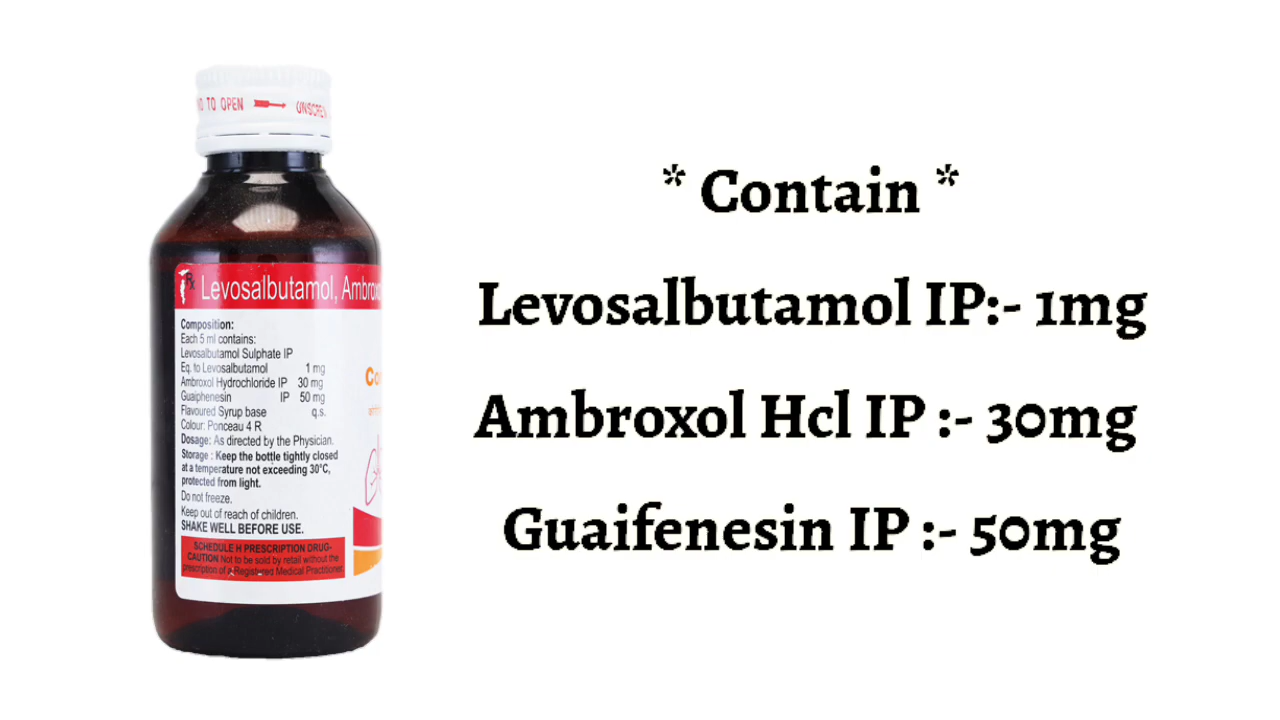 TO OPEN
Rx
Levosalbutamol,
Composition:
Each 5 ml contains:
Levosalbutamol Sulphate IP
Eq. to Levosalbutamol 1 mg
Ambroxol Hydrochloride IP 30 mg
Guaiphenesin IP 50 mg
Flavoured Syrup base q.s.
Colour: Ponceau 4 R
Dosage: As directed by the Physician.
Storage : Keep the bottle tightly closed
at a temperature not exceeding 30°C,
protected from light.
Do not freeze.
Keep out of reach of children.
SHAKE WELL BEFORE USE.
SCHEDULE H PRESCRIPTION DRUG-
CAUTION Not to be sold by retail without the
prescription of a Registered Medical Practitioner.
* Contain *
Levosalbutamol IP:- 1mg
Ambroxol Hcl IP :- 30mg
Guaifenesin IP :- 50mg